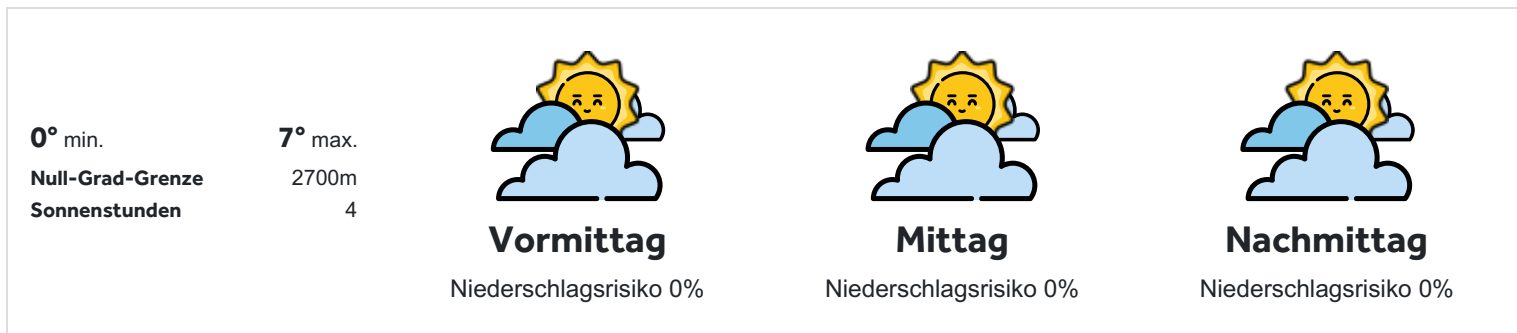 0° min. 7° max.
Null-Grad-Grenze 2700m
Sonnenstunden 4
Vormittag
Niederschlagsrisiko 0%
Mittag
Niederschlagsrisiko 0%
Nachmittag
Niederschlagsrisiko 0%